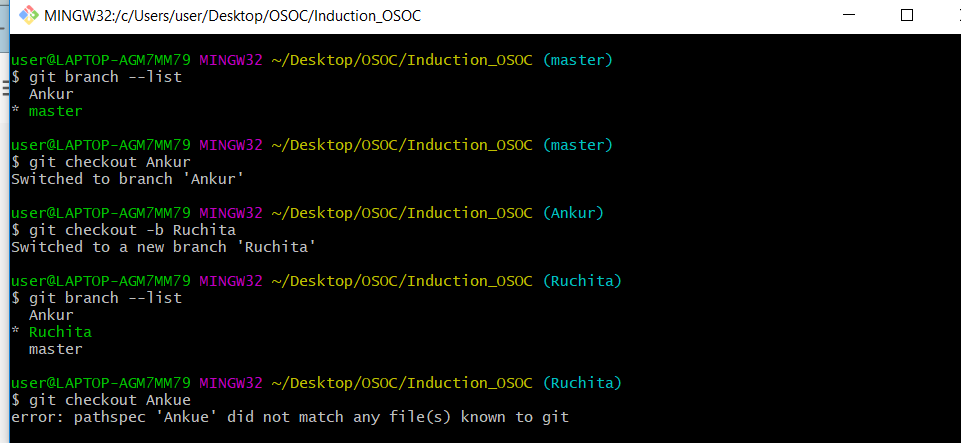 MINGW32:/c/Users/user/Desktop/OSOC/Induction_OSOC
user@LAPTOP-AGM7MM79 MINGW32 ~/Desktop/OSOC/Induction_OSOC (master)
$ git branch --list
  Ankur
* master
user@LAPTOP-AGM7MM79 MINGW32 ~/Desktop/OSOC/Induction_OSOC (master)
$ git checkout Ankur
Switched to branch 'Ankur'
user@LAPTOP-AGM7MM79 MINGW32 ~/Desktop/OSOC/Induction_OSOC (Ankur)
$ git checkout -b Ruchita
Switched to a new branch 'Ruchita'
user@LAPTOP-AGM7MM79 MINGW32 ~/Desktop/OSOC/Induction_OSOC (Ruchita)
$ git branch --list
  Ankur
* Ruchita
  master
user@LAPTOP-AGM7MM79 MINGW32 ~/Desktop/OSOC/Induction_OSOC (Ruchita)
$ git checkout Ankue
error: pathspec 'Ankue' did not match any file(s) known to git